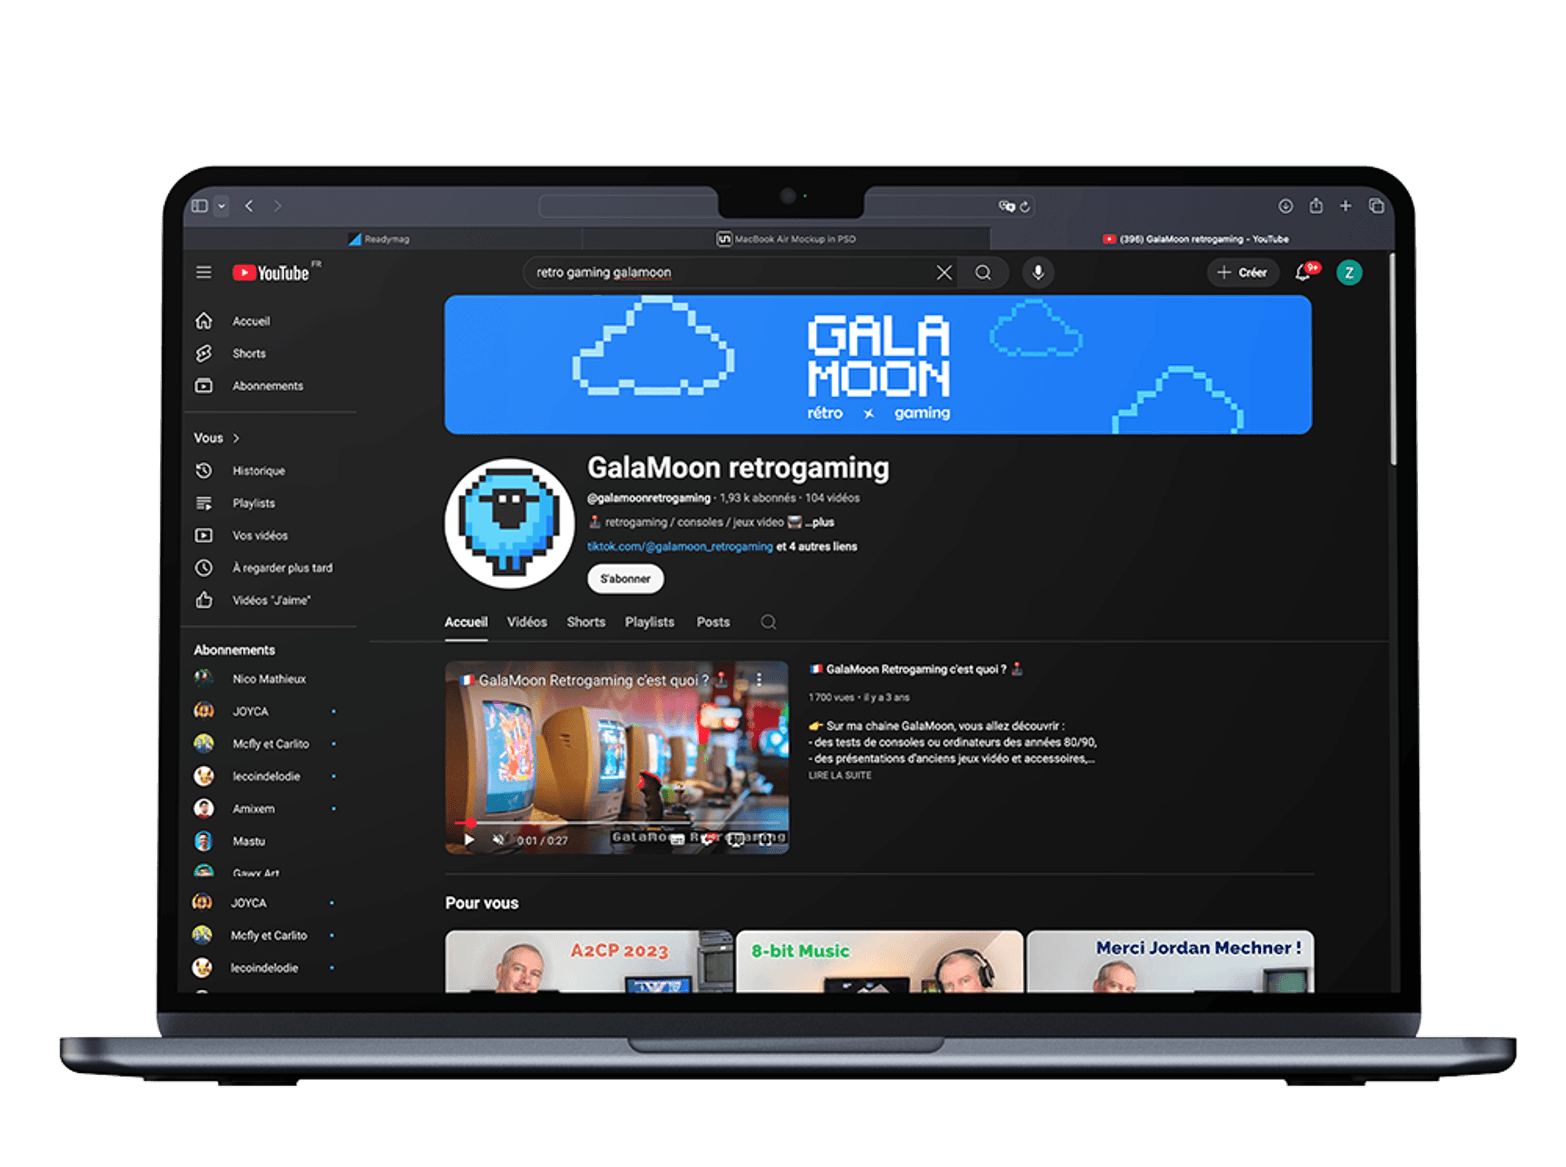 Readymag
MacBook Air Mockup in PSD
(396) GalaMoon retrogaming - YouTube
YouTube FR
retro gaming galamoon
Créer
9+
Z
Accueil
Shorts
Abonnements
Vous
Historique
Playlists
Vos vidéos
À regarder plus tard
Vidéos "J'aime"
Abonnements
Nico Mathieux
JOYCA
Mcfly et Carlito
lecoindelodie
Amixem
Mastu
Gawx Art
JOYCA
Mcfly et Carlito
lecoindelodie
GALA
MOON
rétro x gaming
GalaMoon retrogaming
@galamoonretrogaming · 1,93 k abonnés · 104 vidéos
retrogaming / consoles / jeux video ...plus
tiktok.com/@galamoon_retrogaming et 4 autres liens
S'abonner
Accueil Vidéos Shorts Playlists Posts
GalaMoon Retrogaming c'est quoi ?
0:01 / 0:27
GalaMoon Retrogaming
GalaMoon Retrogaming c'est quoi ?
1 700 vues • il y a 3 ans
Sur ma chaine GalaMoon, vous allez découvrir :
- des tests de consoles ou ordinateurs des années 80/90,
- des présentations d'anciens jeux vidéo et accessoires,...
LIRE LA SUITE
Pour vous
A2CP 2023
8-bit Music
Merci Jordan Mechner !